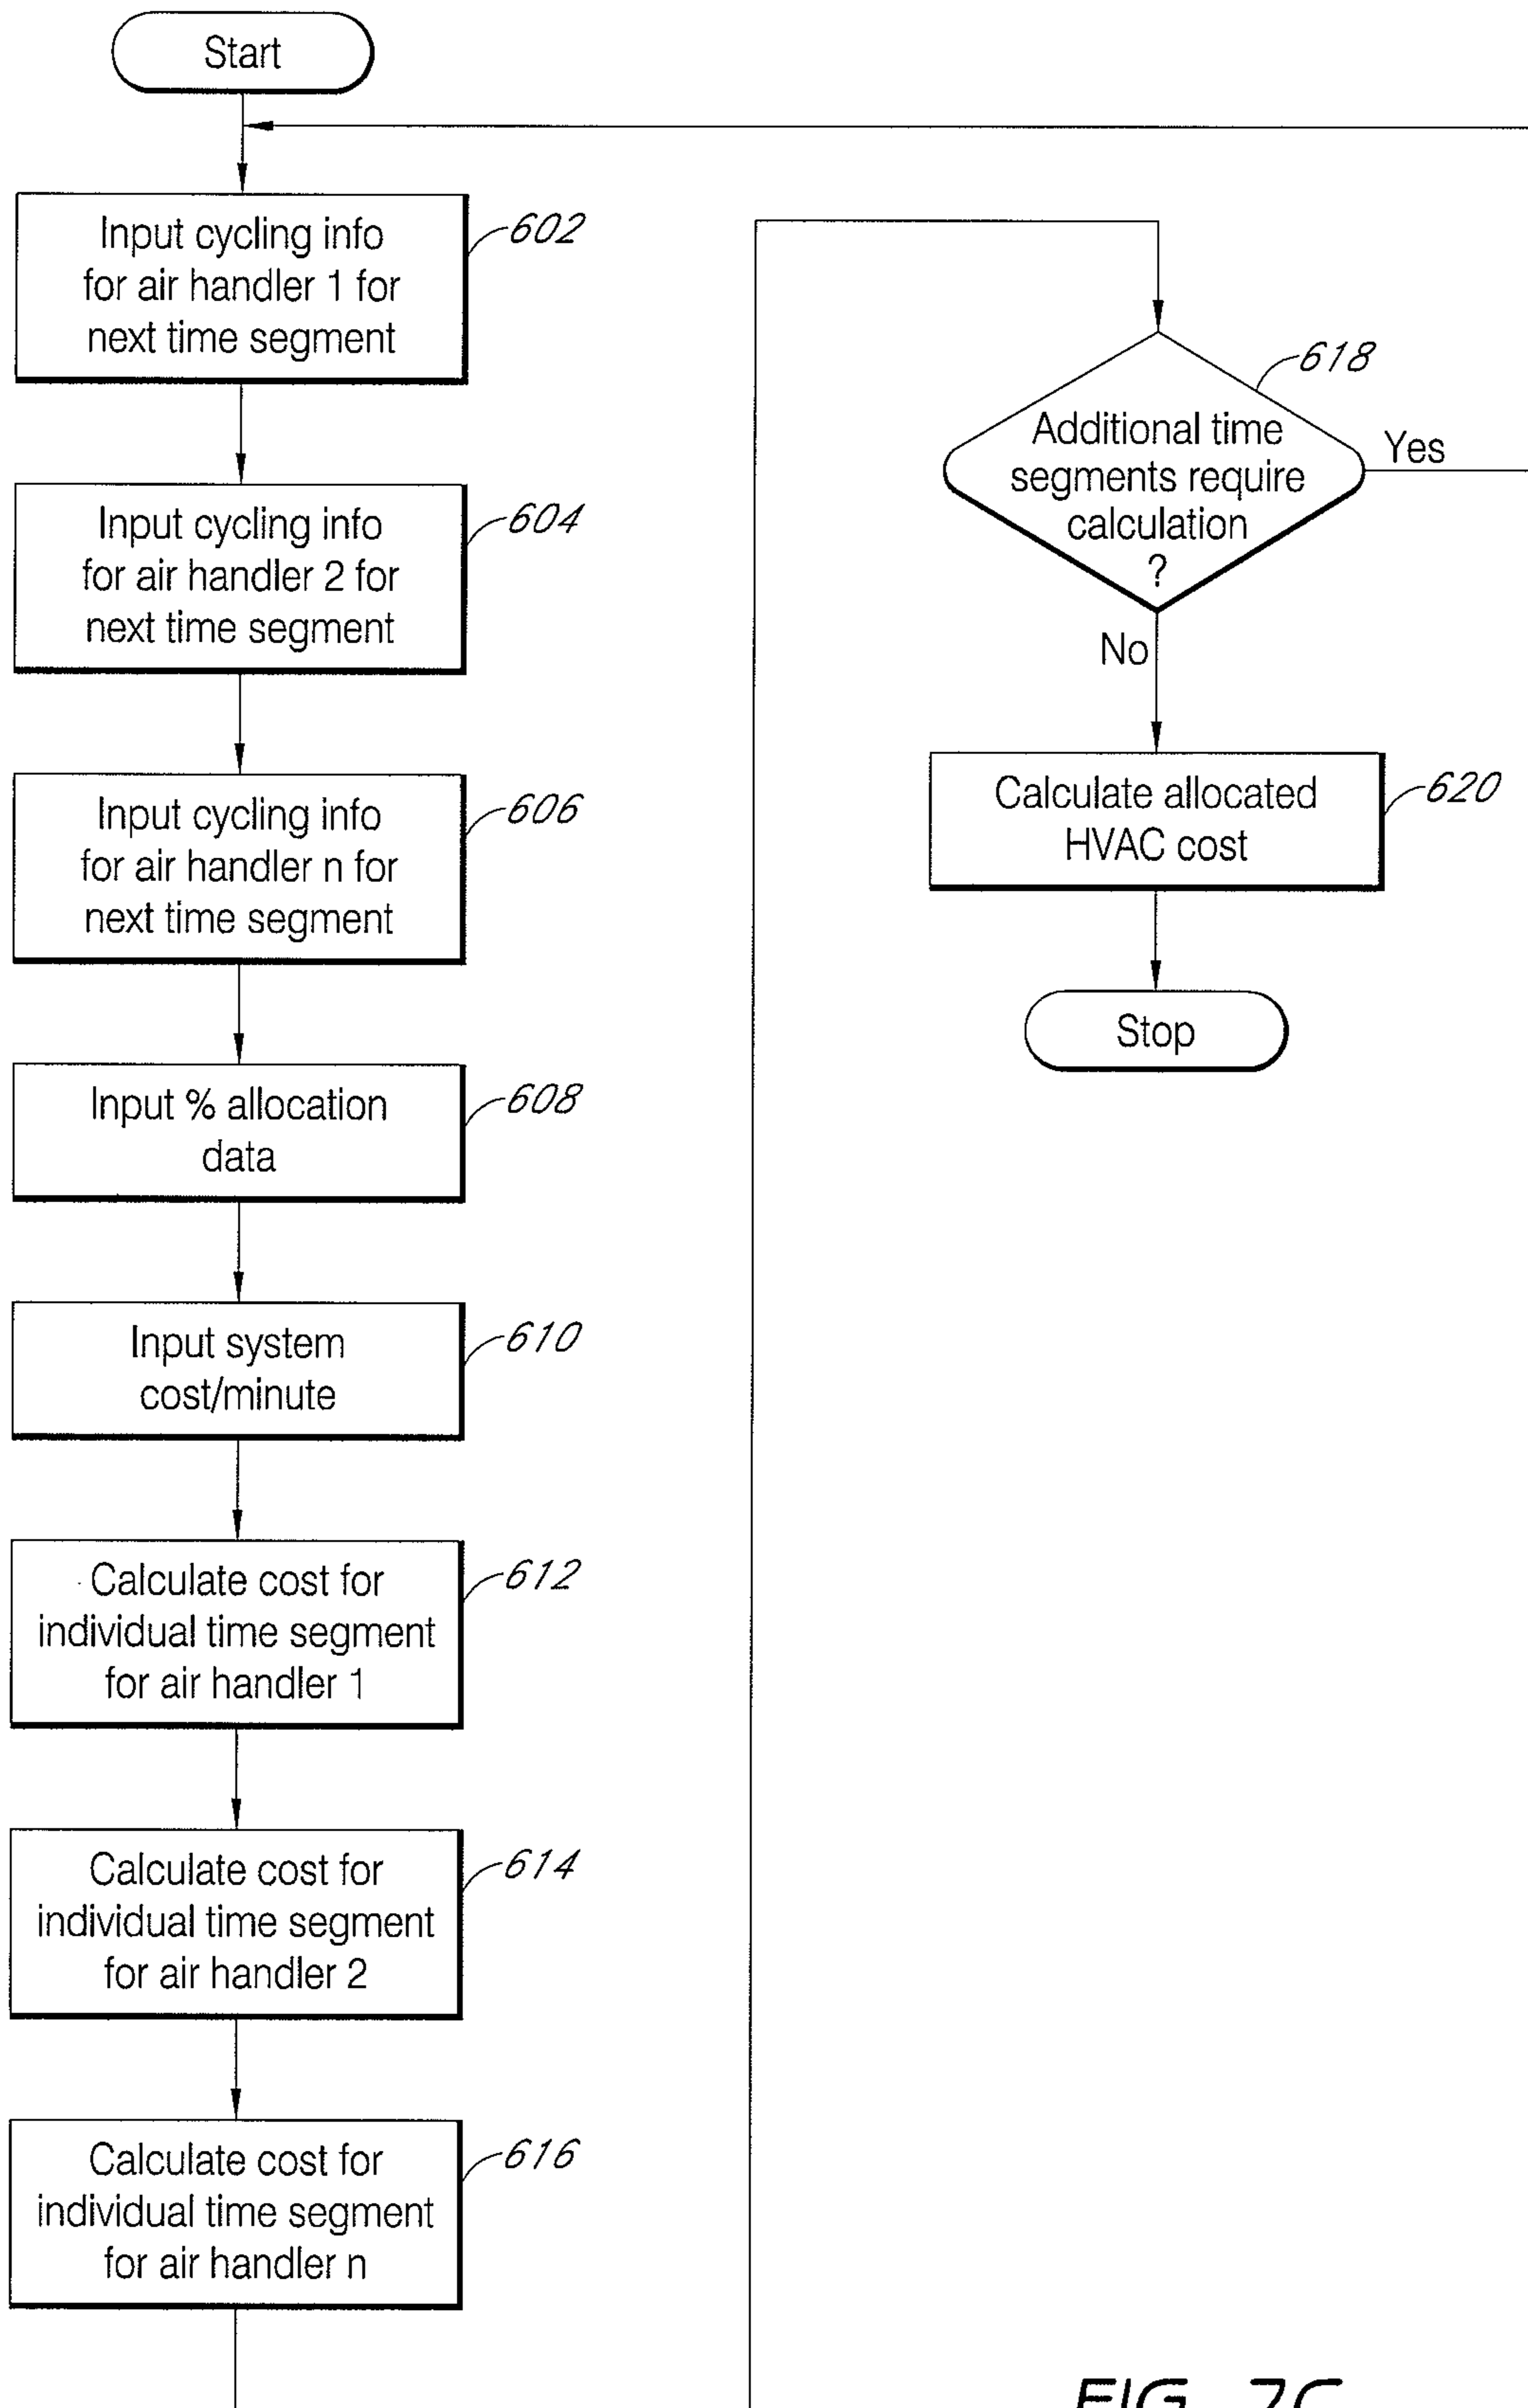 Start
Input cycling info
for air handler 1 for
next time segment
602
Input cycling info
for air handler 2 for
next time segment
604
Input cycling info
for air handler n for
next time segment
606
Input % allocation
data
608
Input system
cost/minute
610
Calculate cost for
individual time segment
for air handler 1
612
Calculate cost for
individual time segment
for air handler 2
614
Calculate cost for
individual time segment
for air handler n
616
Additional time
segments require
calculation
?
618
Yes
No
Calculate allocated
HVAC cost
620
Stop
FIG. 7C